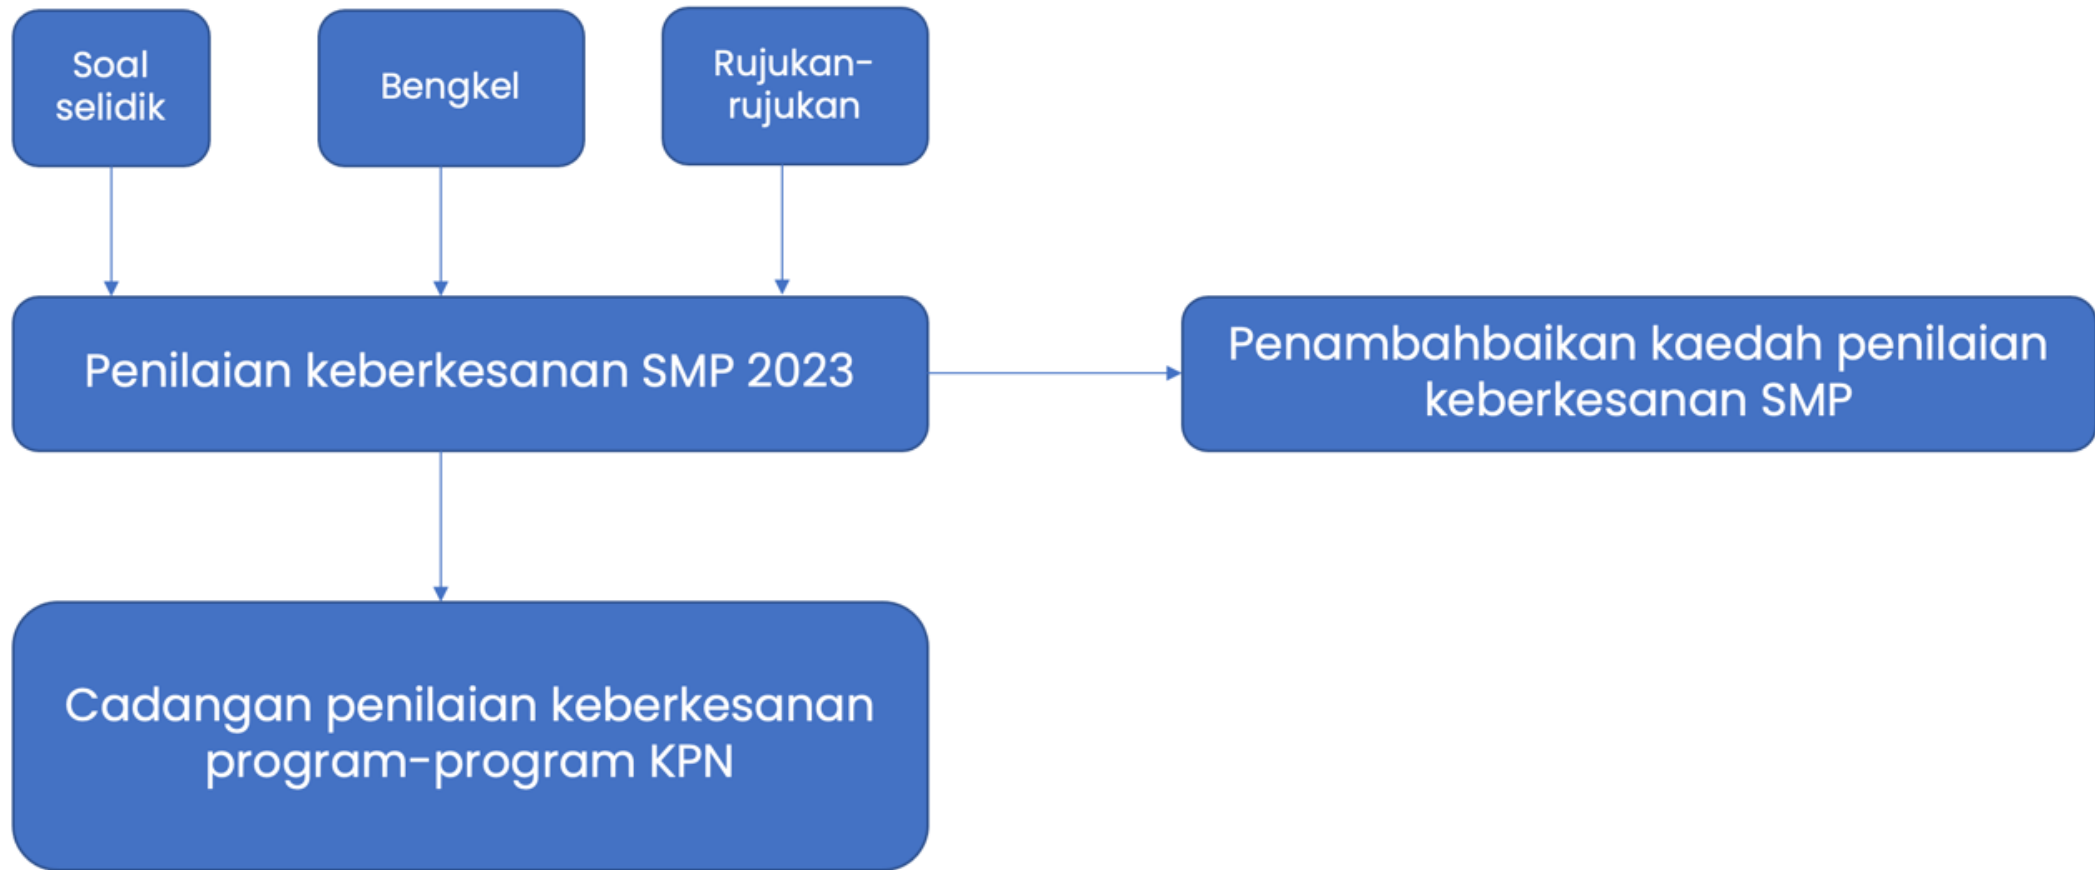 Soal
selidik
Bengkel
Rujukan-
rujukan
Penilaian keberkesanan SMP 2023
Penambahbaikan kaedah penilaian
keberkesanan SMP
Cadangan penilaian keberkesanan
program-program KPN